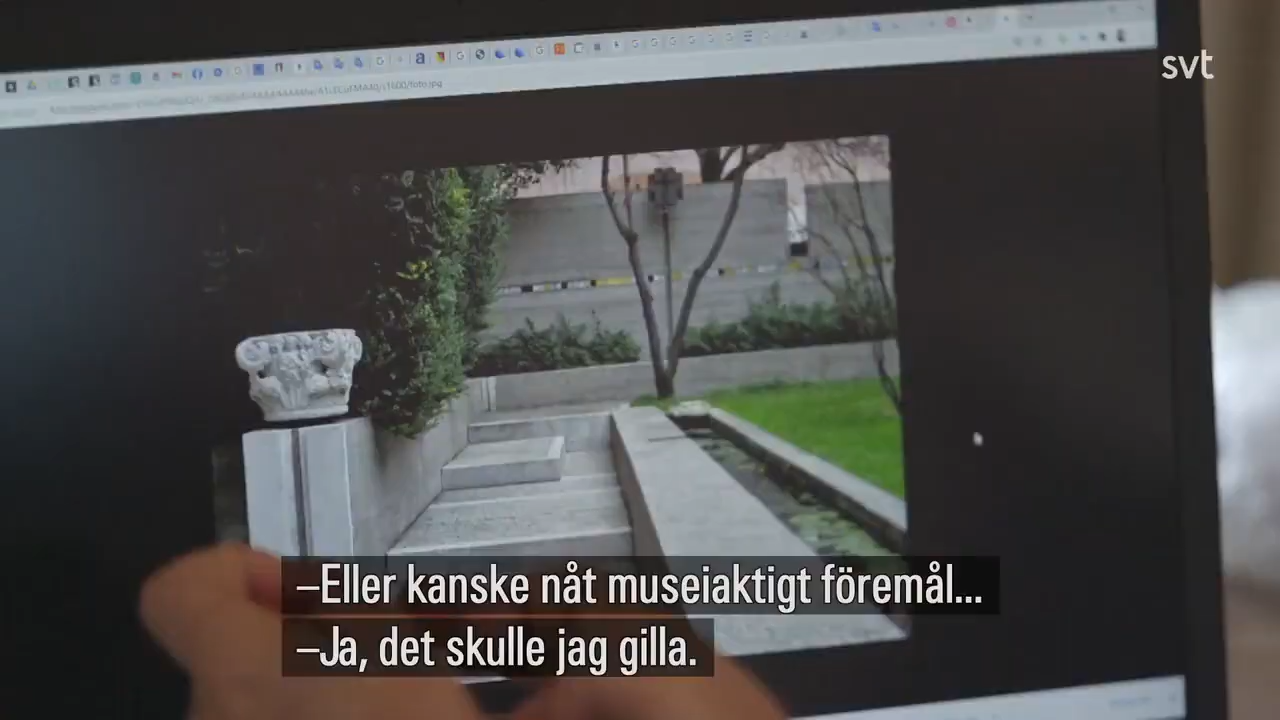 svt
–Eller kanske nåt museiaktigt föremål...
–Ja, det skulle jag gilla.